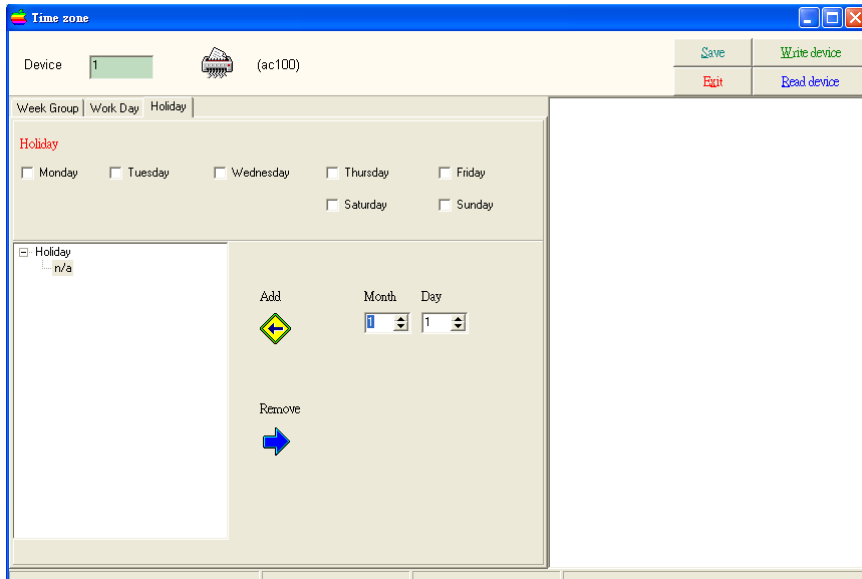 Time zone
Device 1 (ac100)
Save Write device
Exit Read device
Week Group Work Day Holiday
Holiday
Monday Tuesday Wednesday Thursday Friday
Saturday Sunday
Holiday
n/a
Add Month Day
1 1
Remove